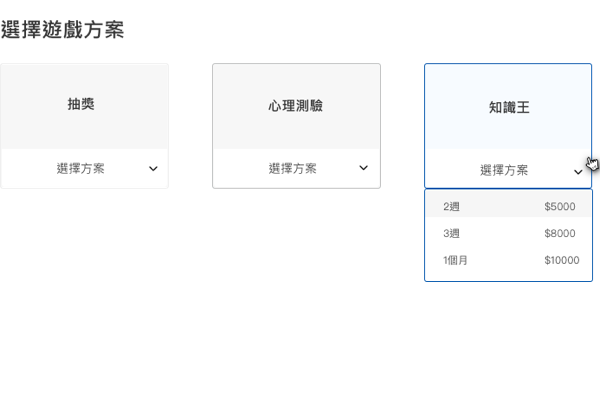 選擇遊戲方案
抽獎
心理測驗
知識王
選擇方案
選擇方案
選擇方案
2週 $5000
3週 $8000
1個月 $10000